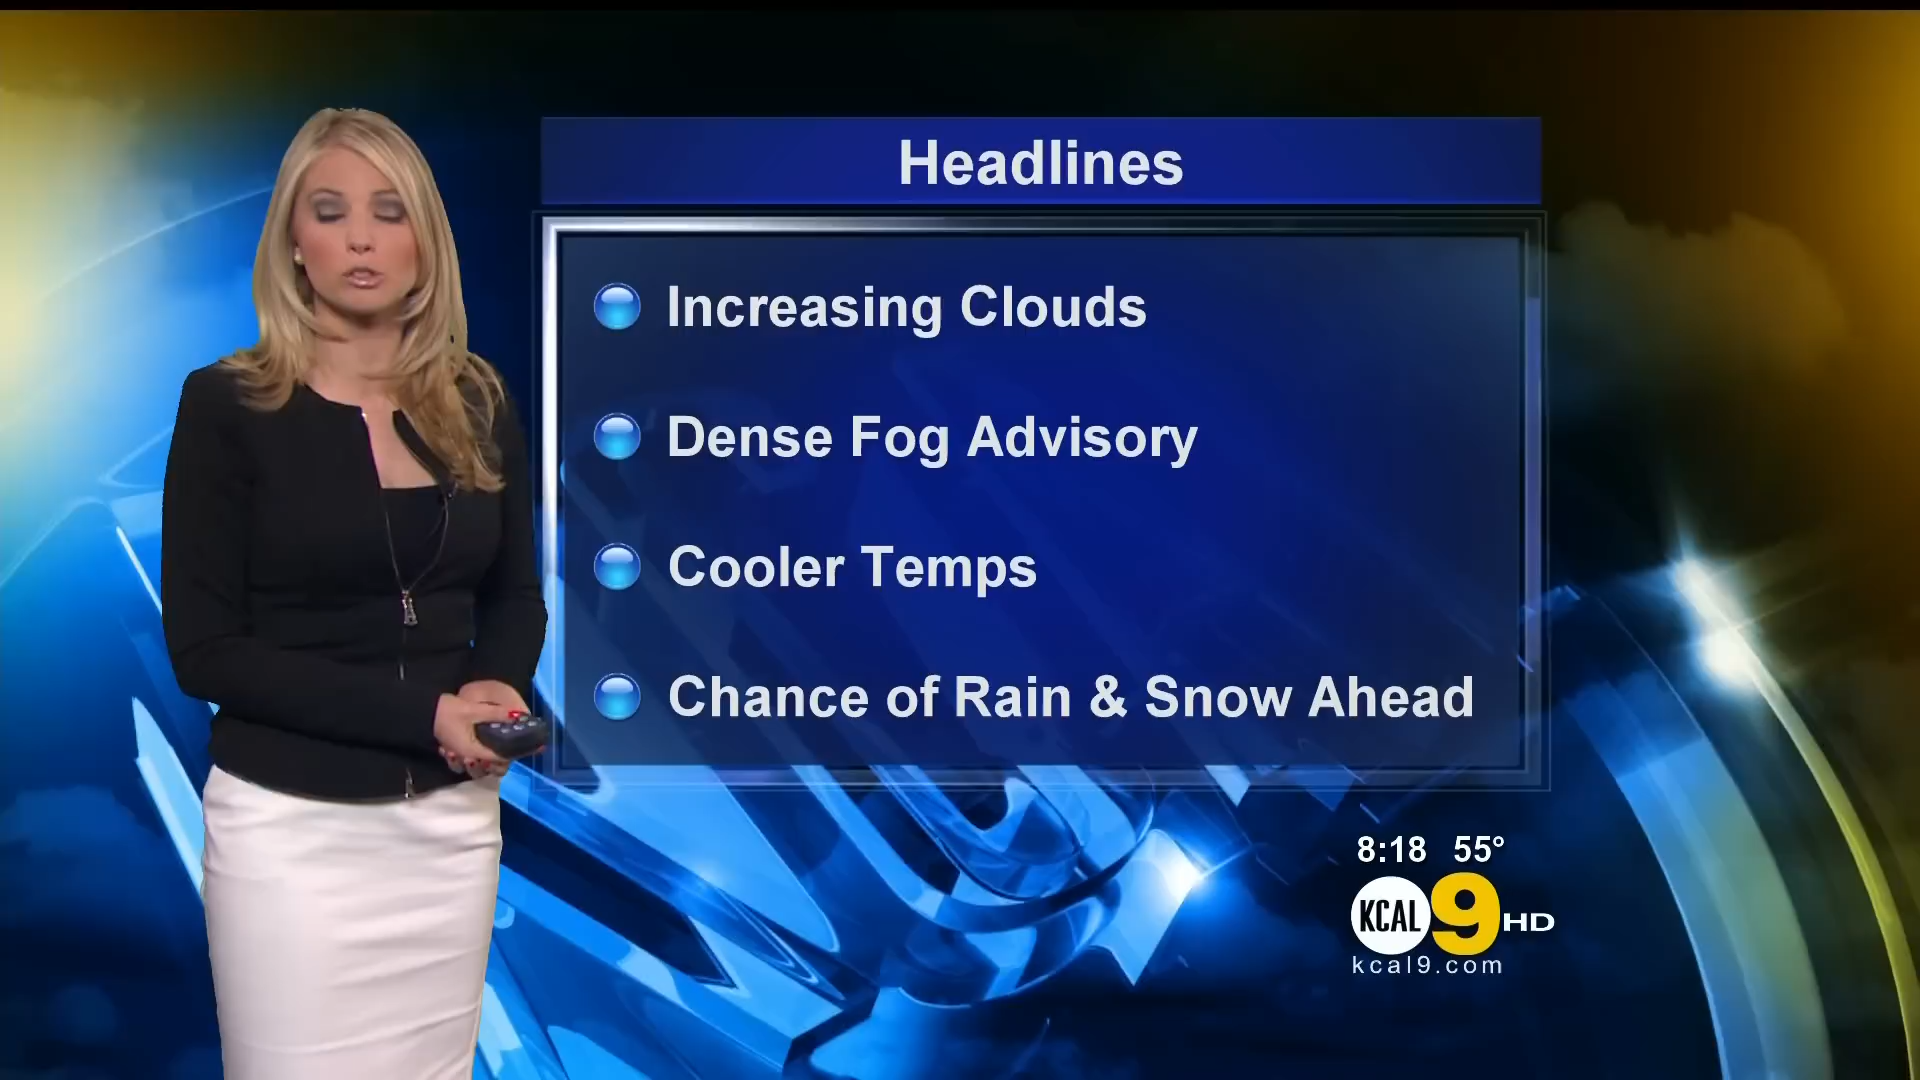 Headlines
Increasing Clouds
Dense Fog Advisory
Cooler Temps
Chance of Rain & Snow Ahead
8:18 55°
KCAL 9 HD
kcal9.com